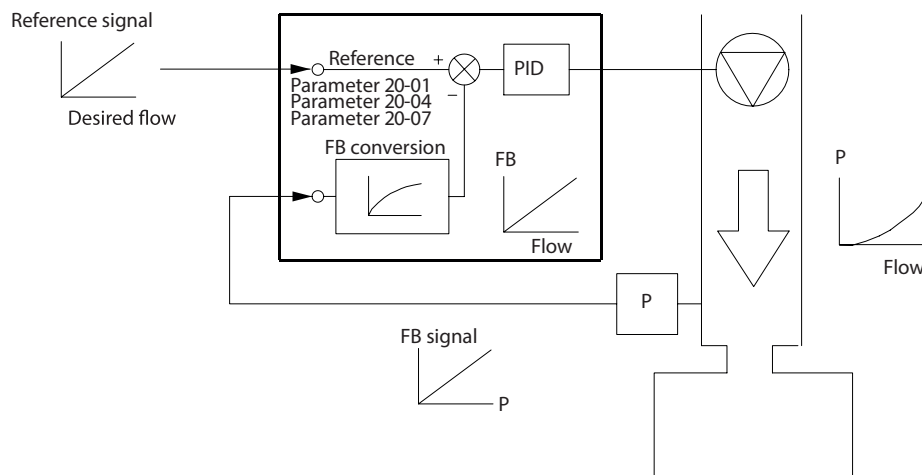 Reference signal
Desired flow
Reference
+
Parameter 20-01
Parameter 20-04
Parameter 20-07
−
PID
FB conversion
FB
Flow
P
Flow
P
FB signal
P